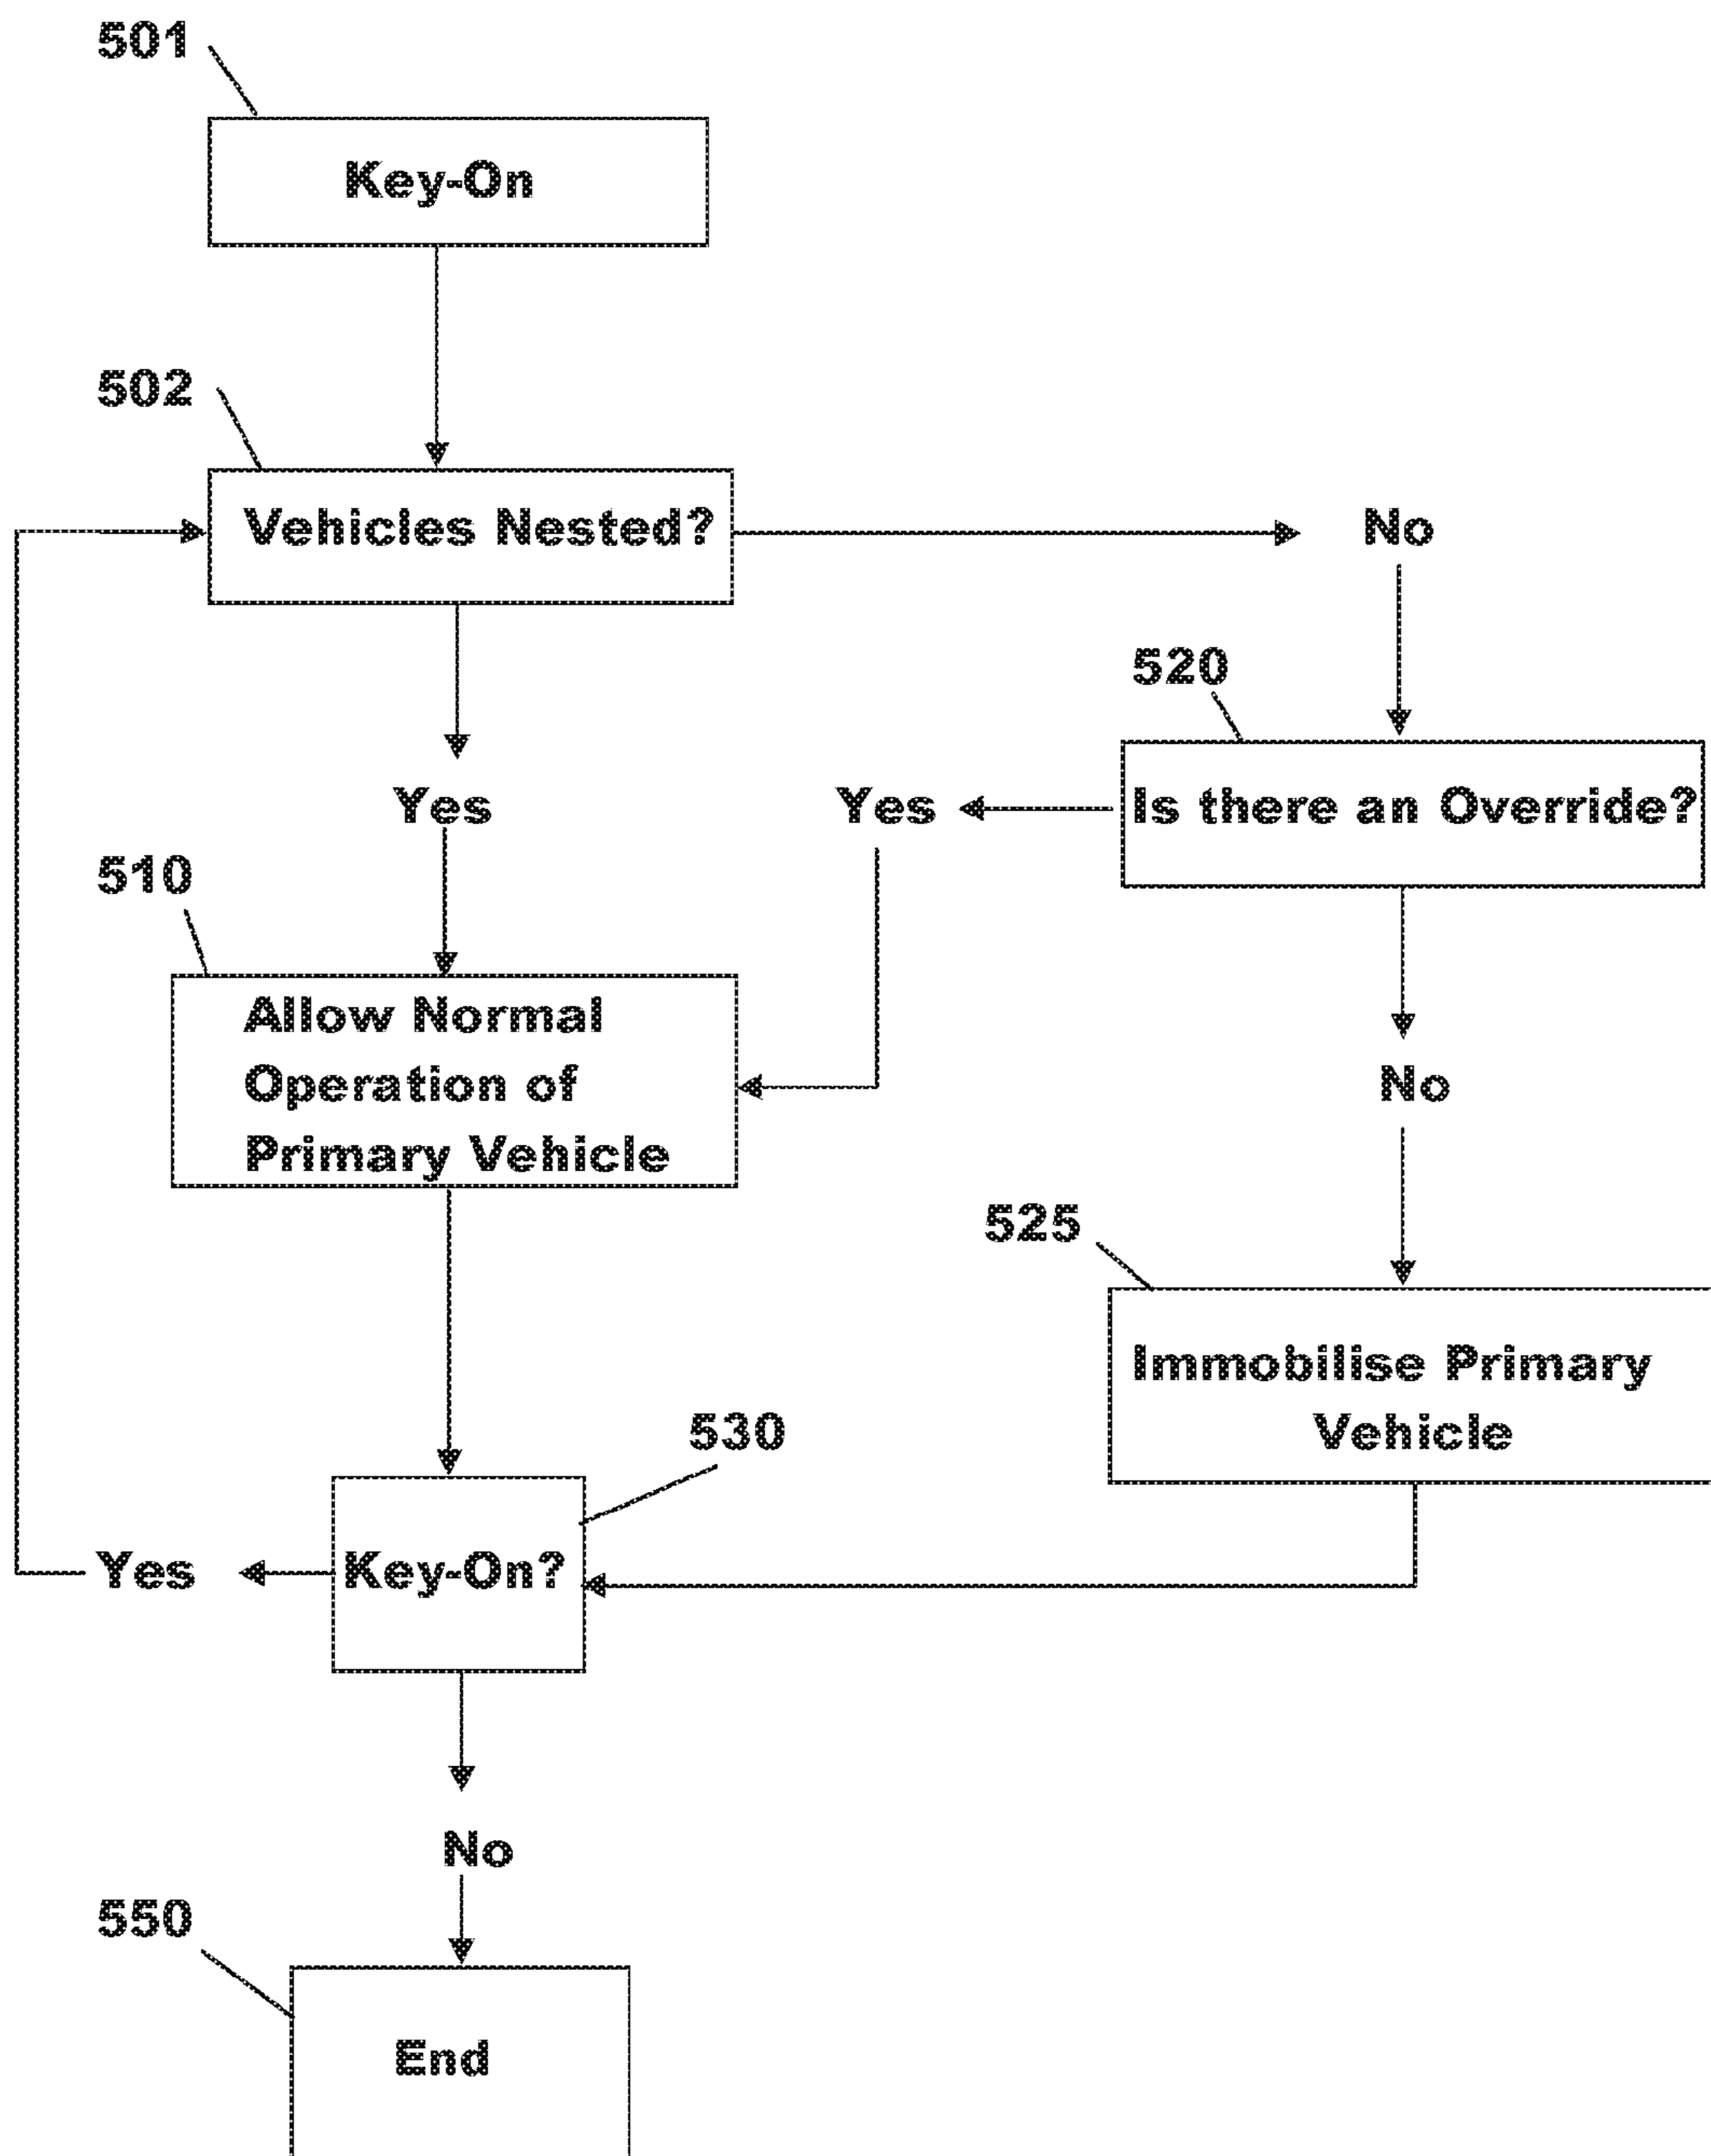 501
Key-On
502
Vehicles Nested?
No
520
Yes
Yes
Is there an Override?
510
Allow Normal
Operation of
Primary Vehicle
No
525
Immobilise Primary
Vehicle
530
Yes
Key-On?
No
550
End